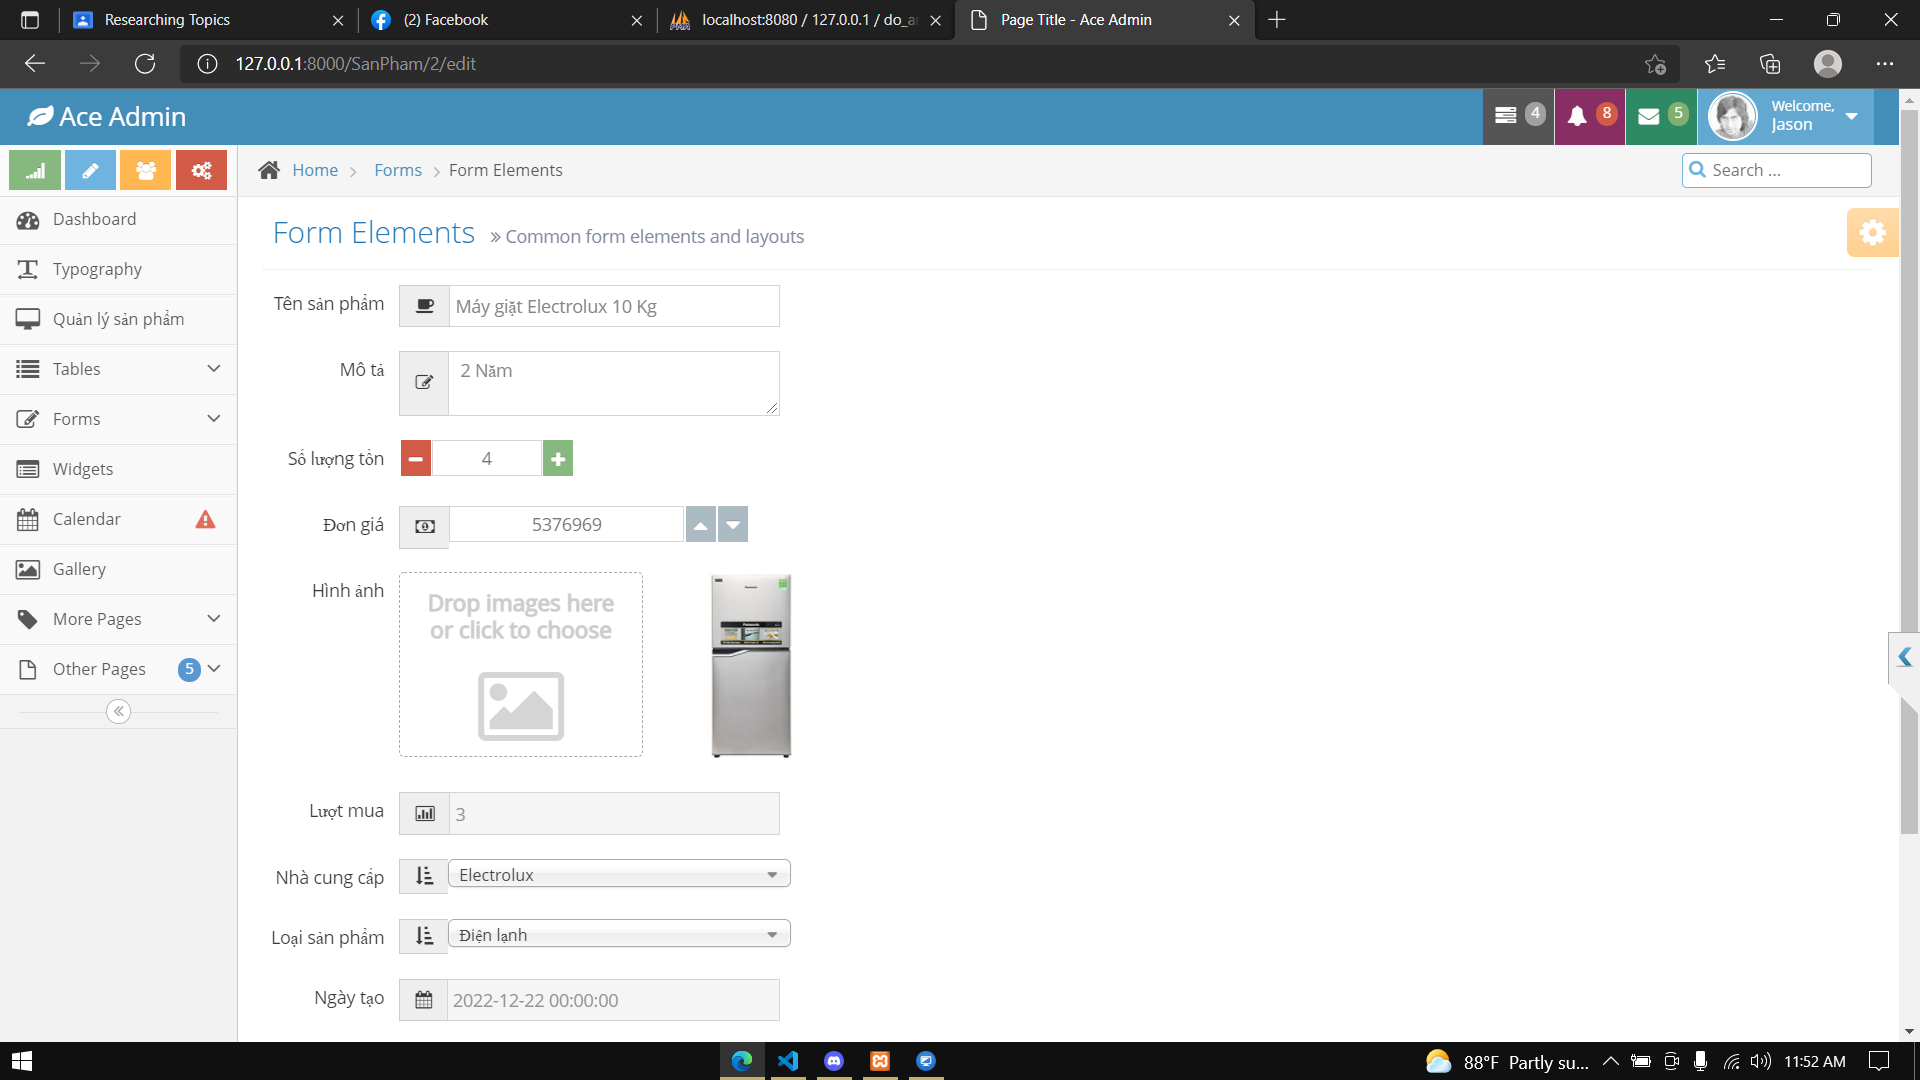 Researching Topics
(2) Facebook
localhost:8080 / 127.0.0.1 / do_a
Page Title - Ace Admin
127.0.0.1:8000/SanPham/2/edit
Ace Admin
4
8
5
Welcome,
Jason
Home
Forms
Form Elements
Search ...
Dashboard
Typography
Quản lý sản phẩm
Tables
Forms
Widgets
Calendar
Gallery
More Pages
Other Pages
5
Form Elements
Common form elements and layouts
Tên sản phẩm
Máy giặt Electrolux 10 Kg
Mô tả
2 Năm
Số lượng tồn
4
Đơn giá
5376969
Hình ảnh
Drop images here
or click to choose
Lượt mua
3
Nhà cung cấp
Electrolux
Loại sản phẩm
Điện lạnh
Ngày tạo
2022-12-22 00:00:00
88°F Partly su...
11:52 AM